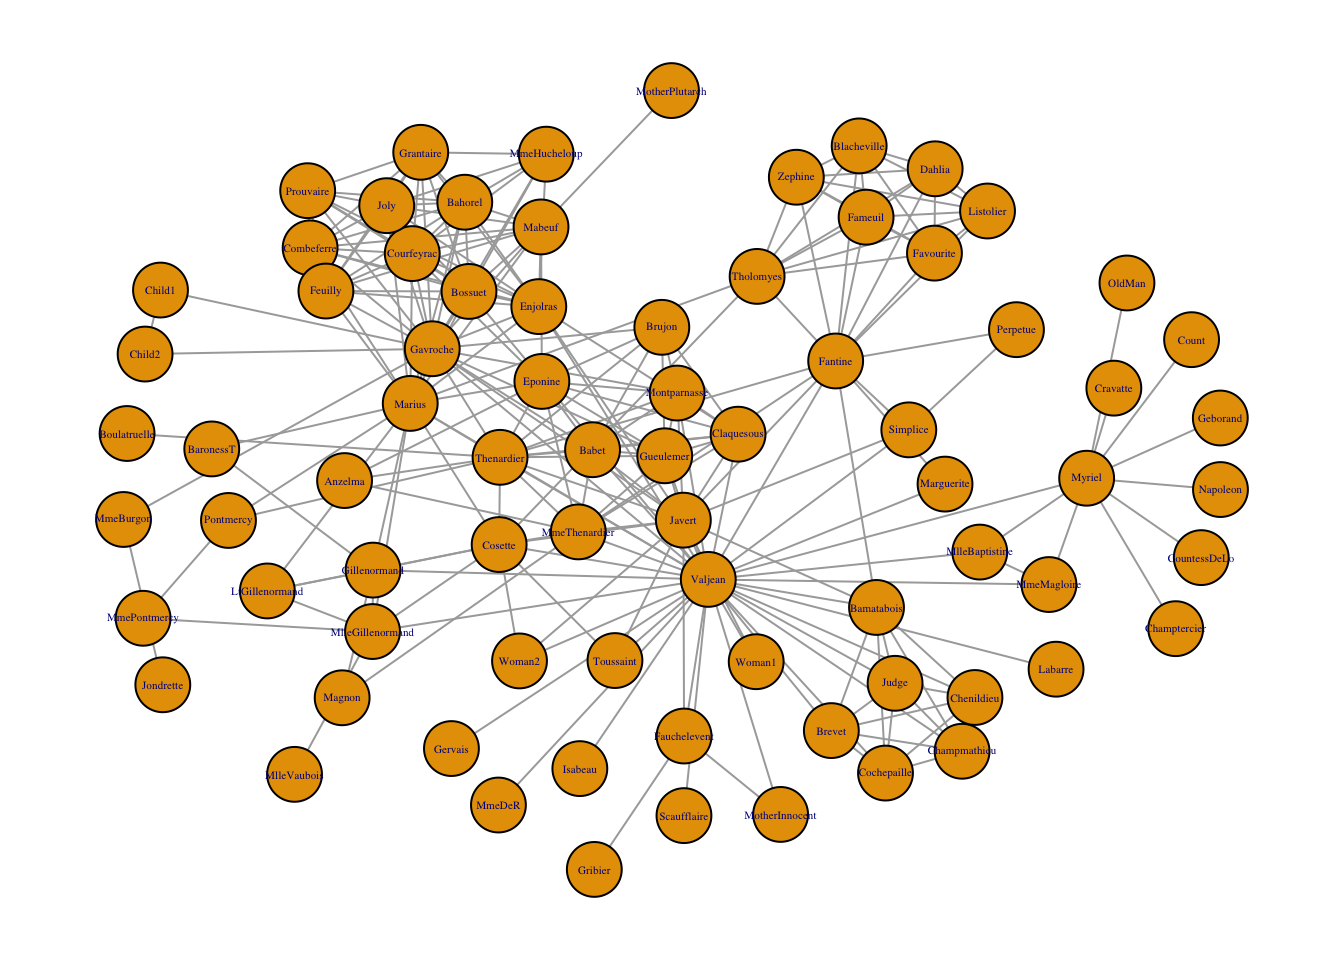 MotherPlutarch
Grantaire
MmeHucheloup
Blacheville
Dahlia
Zephine
Prouvaire
Joly
Bahorel
Listolier
Fameuil
Mabeuf
Combeferre
Courfeyrac
Favourite
Tholomyes
OldMan
Child1
Feuilly
Bossuet
Enjolras
Brujon
Perpetue
Count
Child2
Gavroche
Fantine
Eponine
Montparnasse
Cravatte
Marius
Geborand
Boulatruelle
Simplice
Claquesous
BaronessT
Babet
Gueulemer
Thenardier
Myriel
Anzelma
Marguerite
Napoleon
MmeBurgon
Pontmercy
Javert
MmeThenardier
Cosette
MlleBaptistine
CountessDeLo
Gillenormand
Valjean
MmeMagloire
LtGillenormand
Bamatabois
MmePontmercy
Champtercier
MlleGillenormand
Woman2
Toussaint
Woman1
Labarre
Jondrette
Judge
Magnon
Chenildieu
Brevet
Fauchelevent
Gervais
Champmathieu
Isabeau
Cochepaille
MlleVaubois
MmeDeR
Scaufflaire
MotherInnocent
Gribier